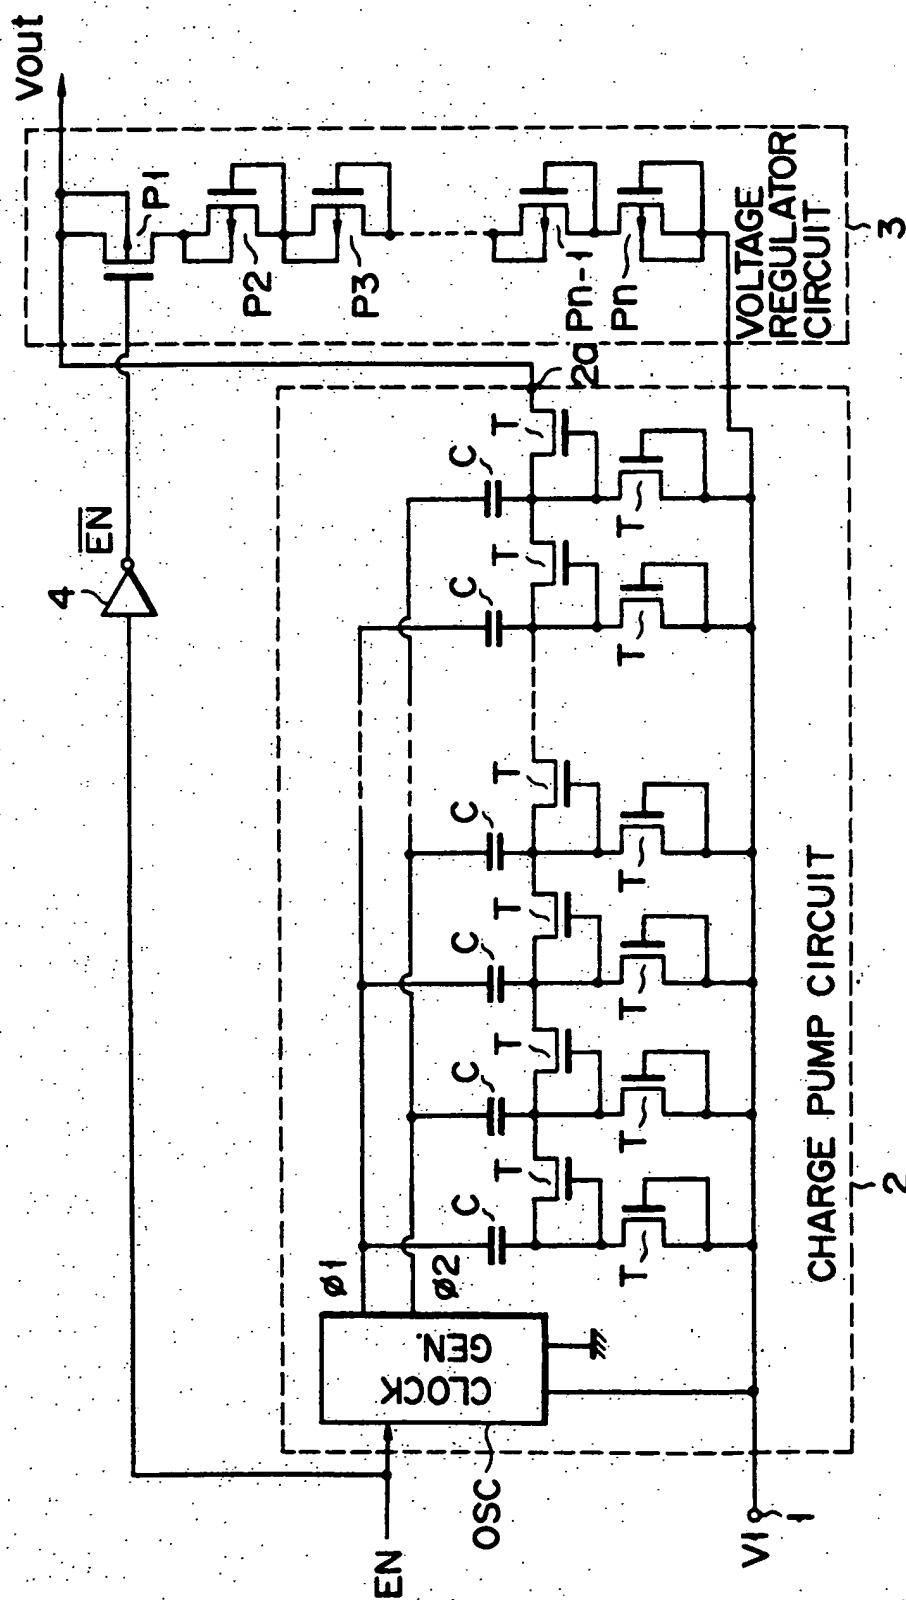 EN
OSC
CLOCK
GEN.
ø1
ø2
4
E̅N̅
C
C
C
C
C
C
T
T
T
T
T
T
T
T
T
T
T
T
2a
V1
1
CHARGE PUMP CIRCUIT
2
Vout
P1
P2
P3
Pn-1
Pn
VOLTAGE
REGULATOR
CIRCUIT
3